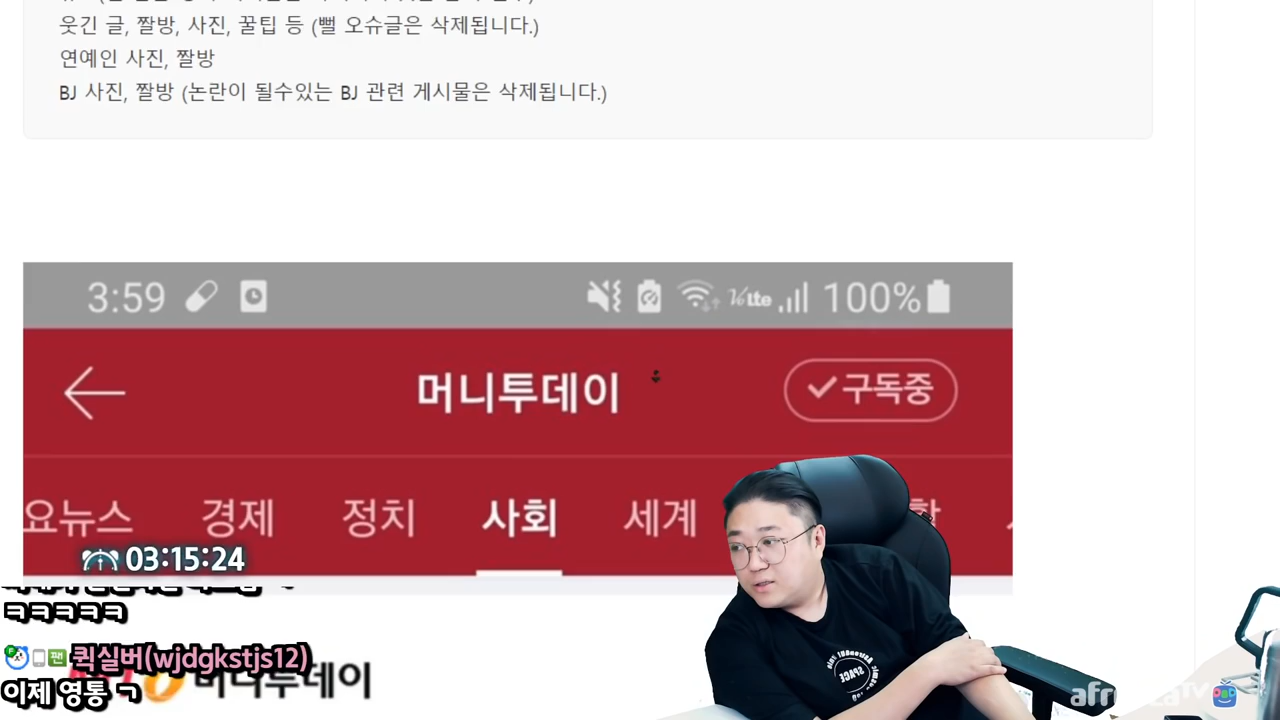 웃긴 글, 짤방, 사진, 꿀팁 등 (뻘 오슈글은 삭제됩니다.)
연예인 사진, 짤방
BJ 사진, 짤방 (논란이 될수있는 BJ 관련 게시물은 삭제됩니다.)
3:59 VoLTE 100%
머니투데이 구독중
요뉴스 경제 정치 사회 세계
03:15:24
ㅋㅋㅋㅋㅋ
퀵실버(wjdgkstjs12)
이제 영통 ㄱ
머니투데이
SPACE
afreecaTV